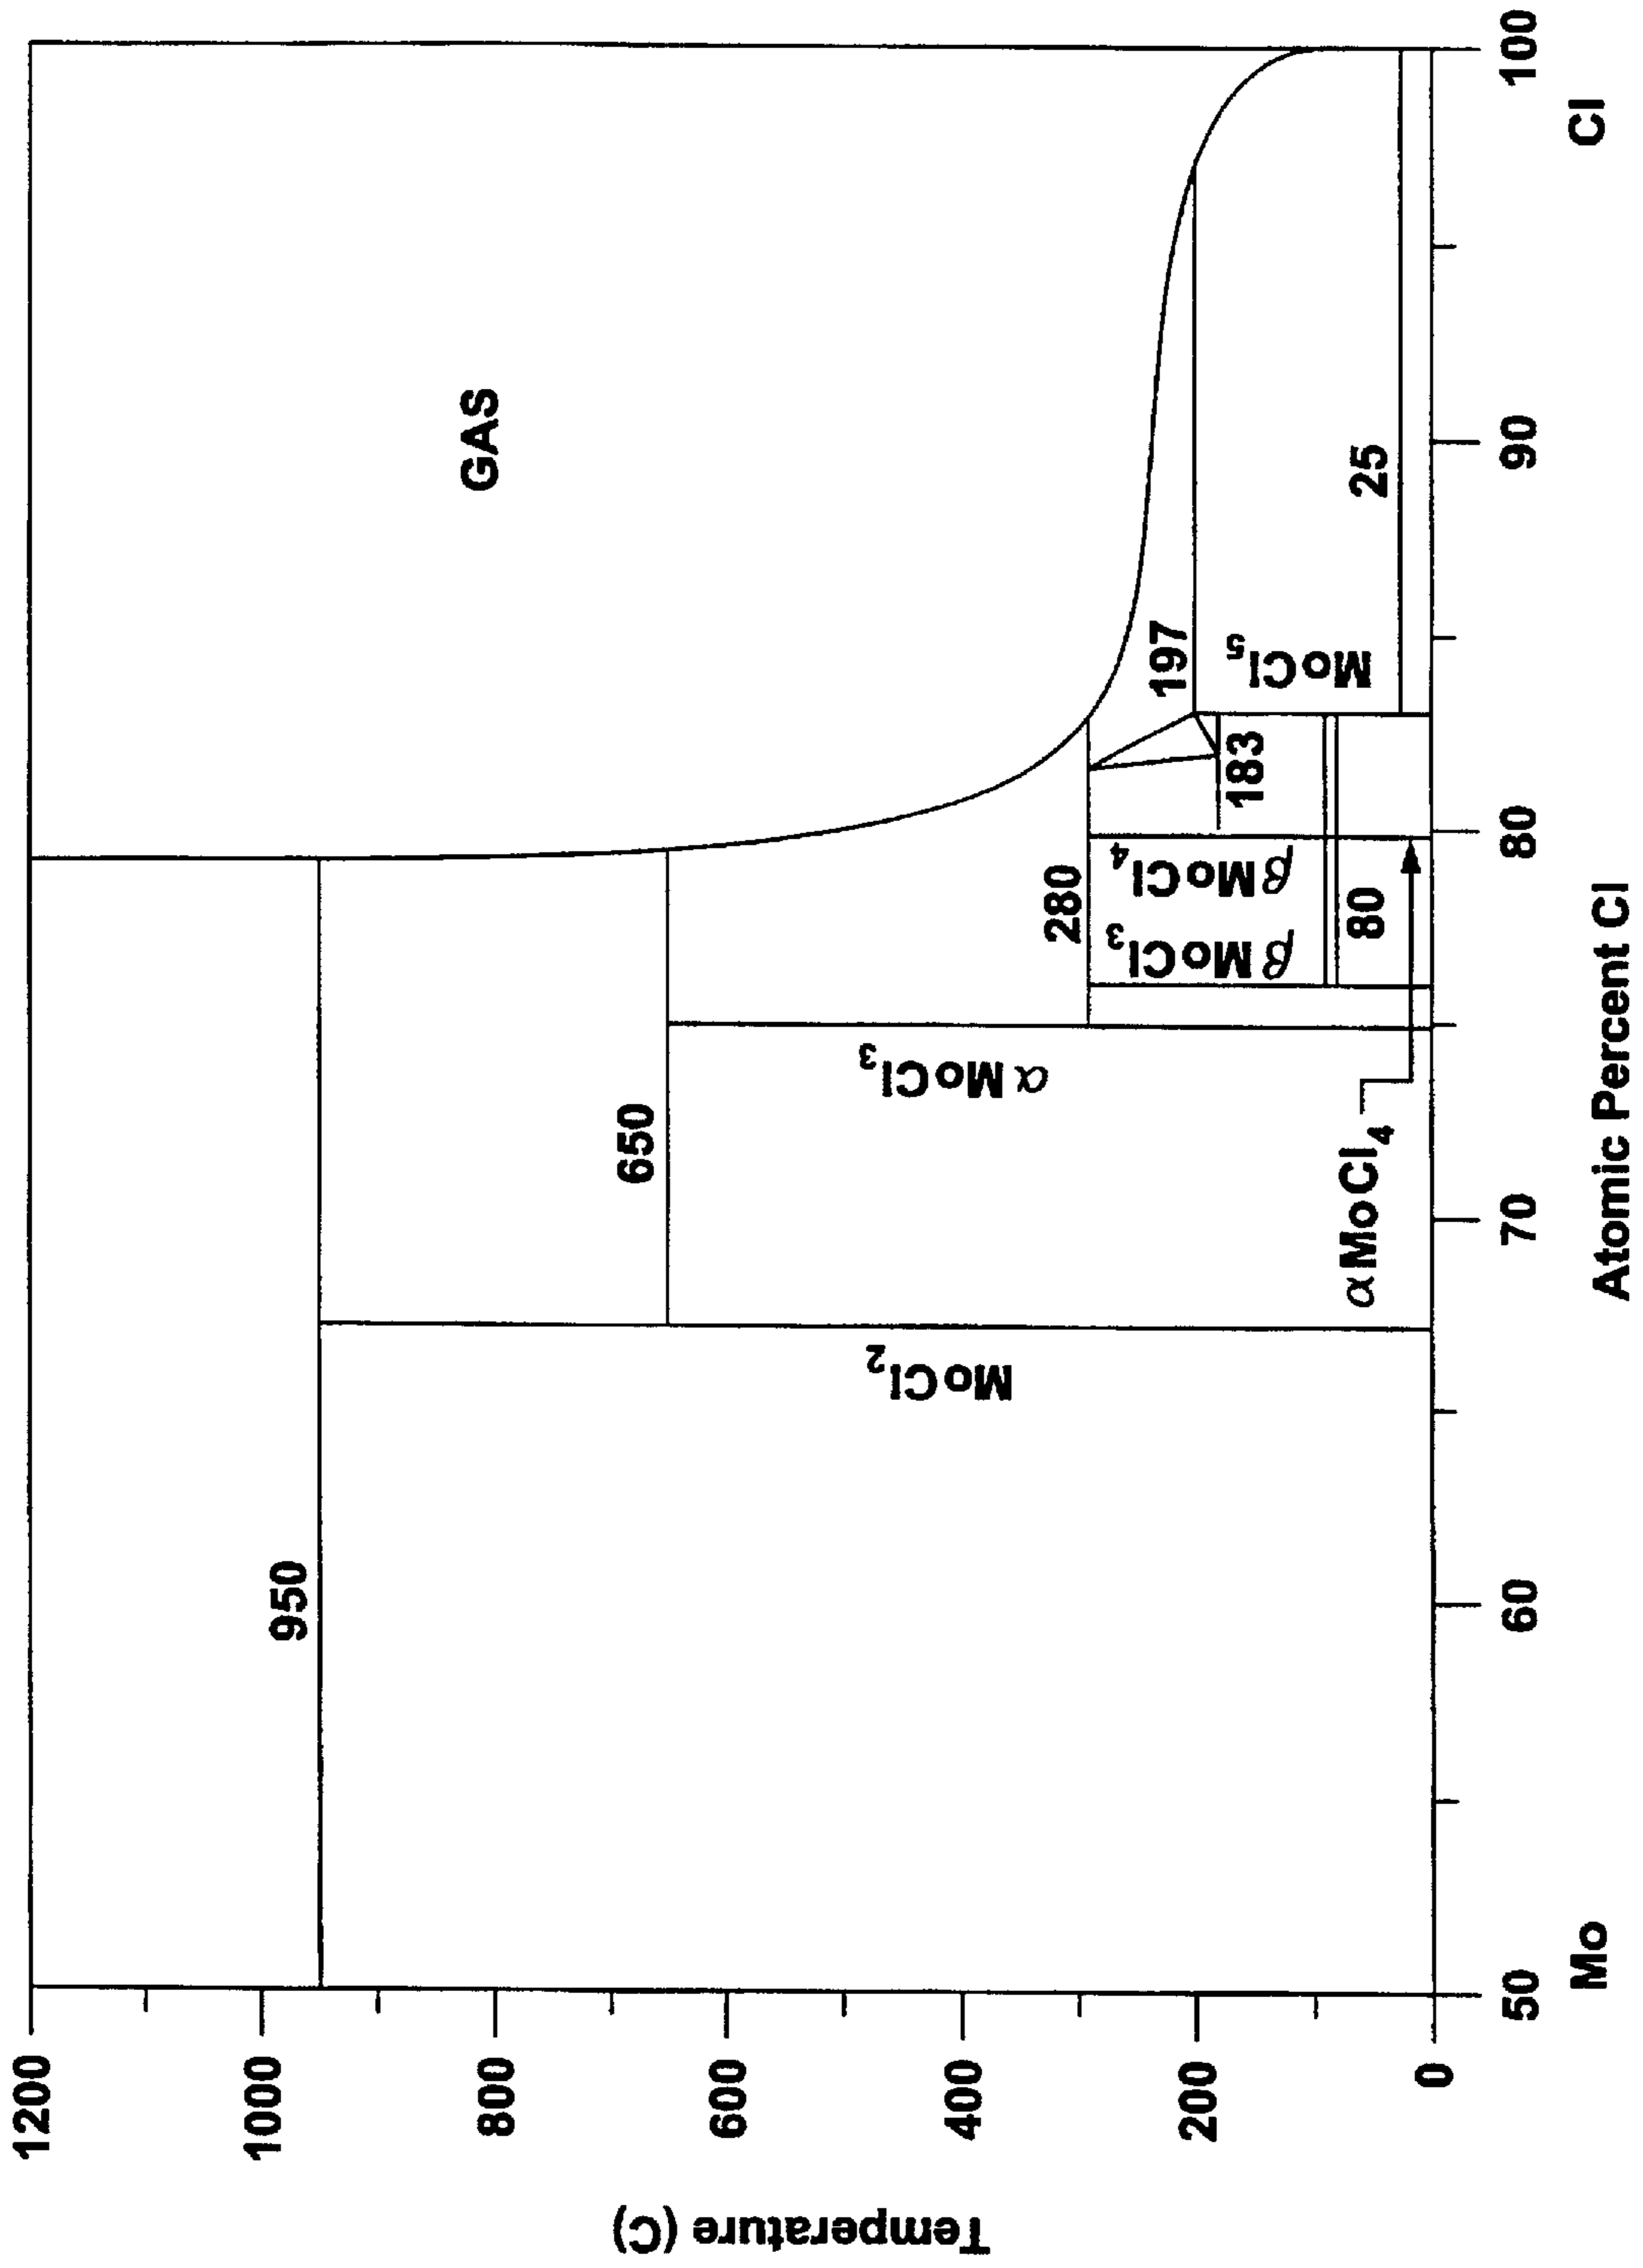 Temperature (C)
1200
1000
800
600
400
200
0
950
650
280
197
183
80
25
GAS
MoCl₂
α MoCl₃
β MoCl₃
β MoCl₄
MoCl₅
α MoCl₄
50
60
70
80
90
100
Mo
Atomic Percent Cl
Cl